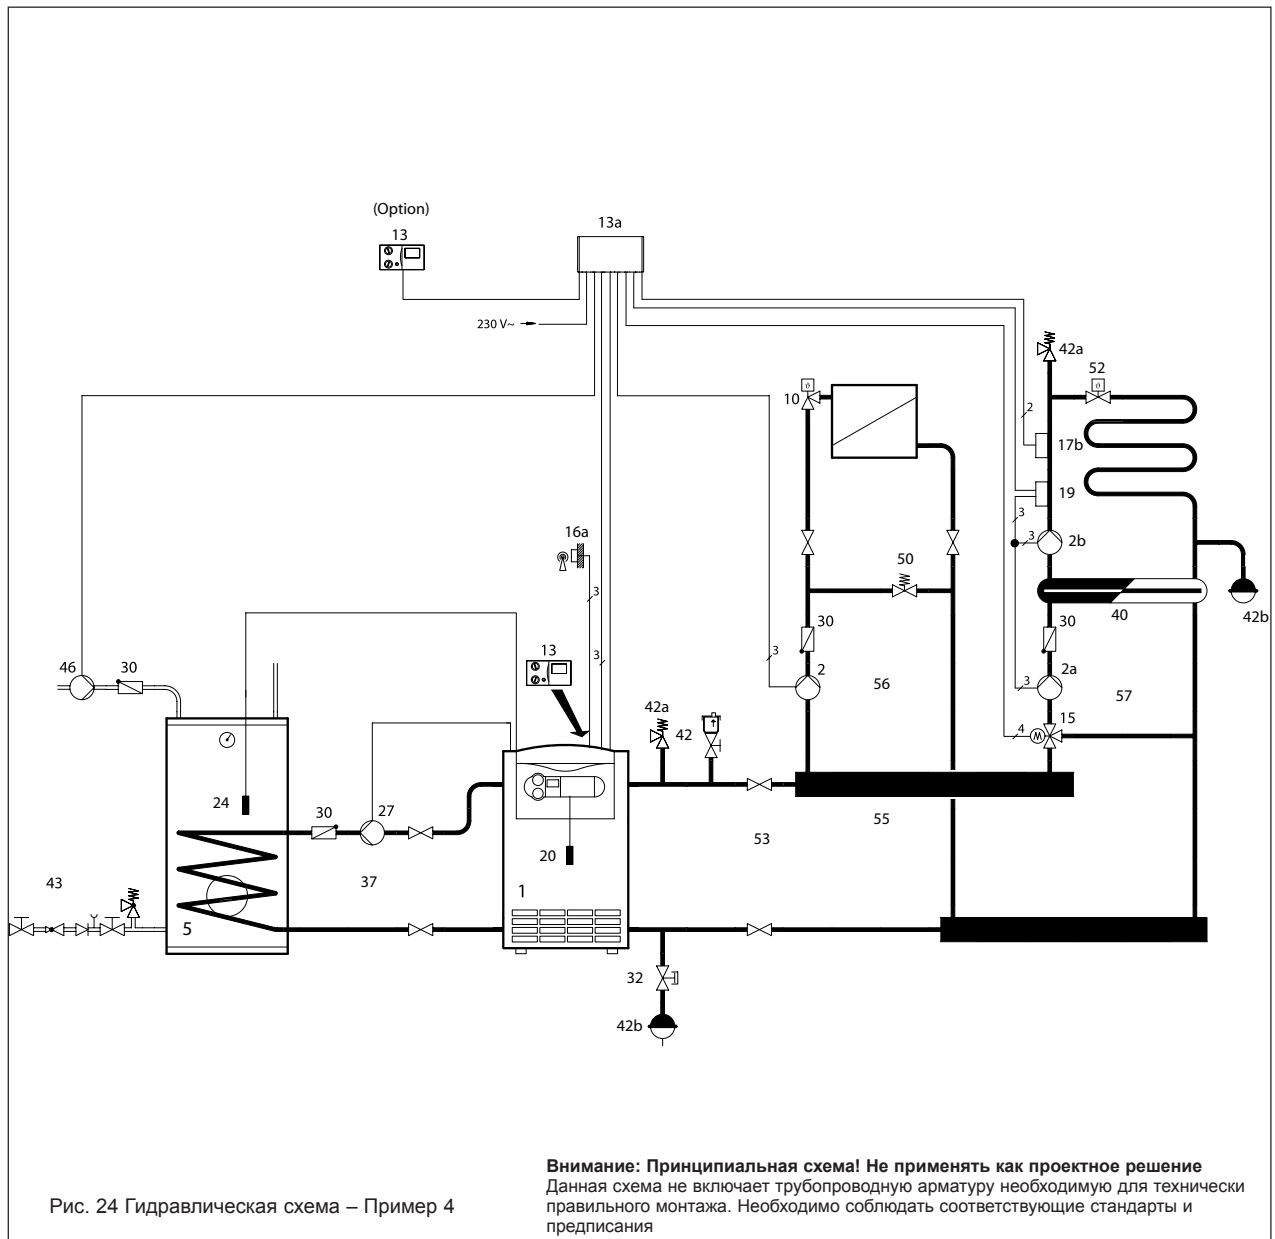 (Option)
13
13a
230 V~
42a
52
10
2
17b
19
16a
3
2b
3
50
3
42b
40
30
30
3
13
46
30
3
2
56
3
2a
57
42a
42
15
4
M
24
30
27
55
53
20
43
37
1
5
32
42b
Рис. 24 Гидравлическая схема – Пример 4
Внимание: Принципиальная схема! Не применять как проектное решение
Данная схема не включает трубопроводную арматуру необходимую для технически
правильного монтажа. Необходимо соблюдать соответствующие стандарты и
предписания